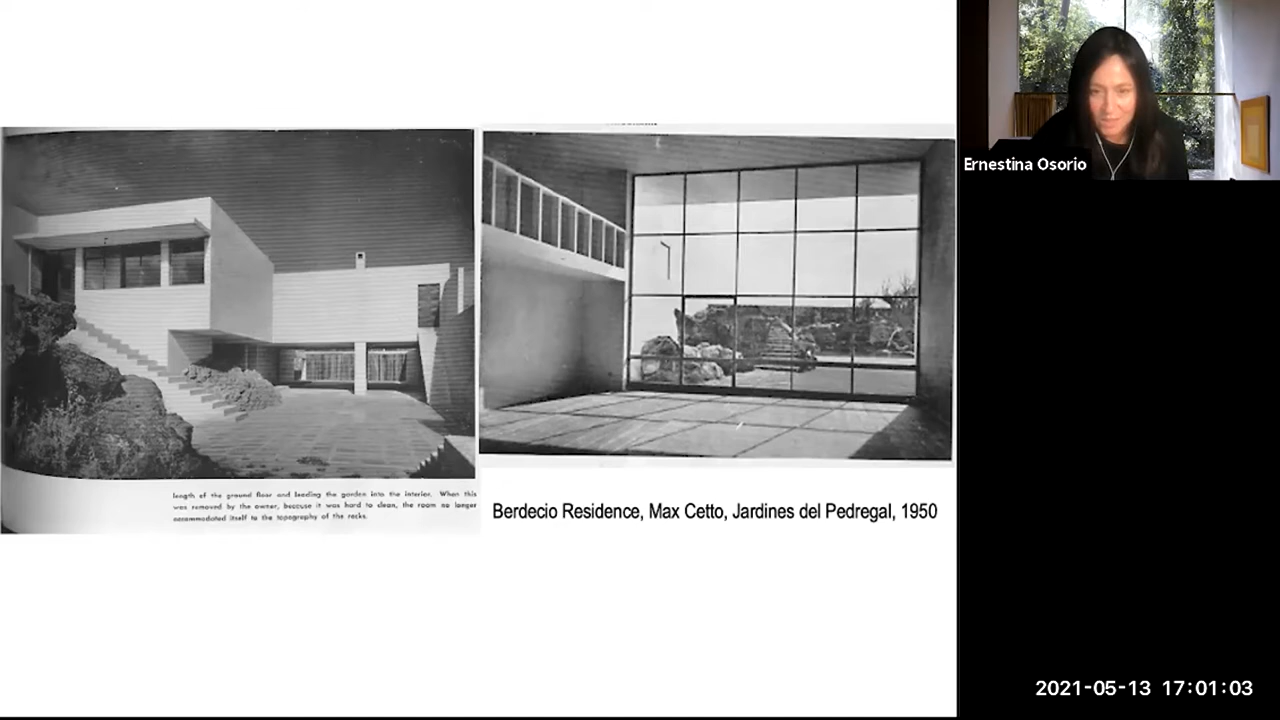 length of the ground floor and leading the garden into the interior. When this
was removed by the owner, because it was hard to clean, the room no longer
accommodated itself to the topography of the rocks.
Berdecio Residence, Max Cetto, Jardines del Pedregal, 1950
Ernestina Osorio
2021-05-13 17:01:03